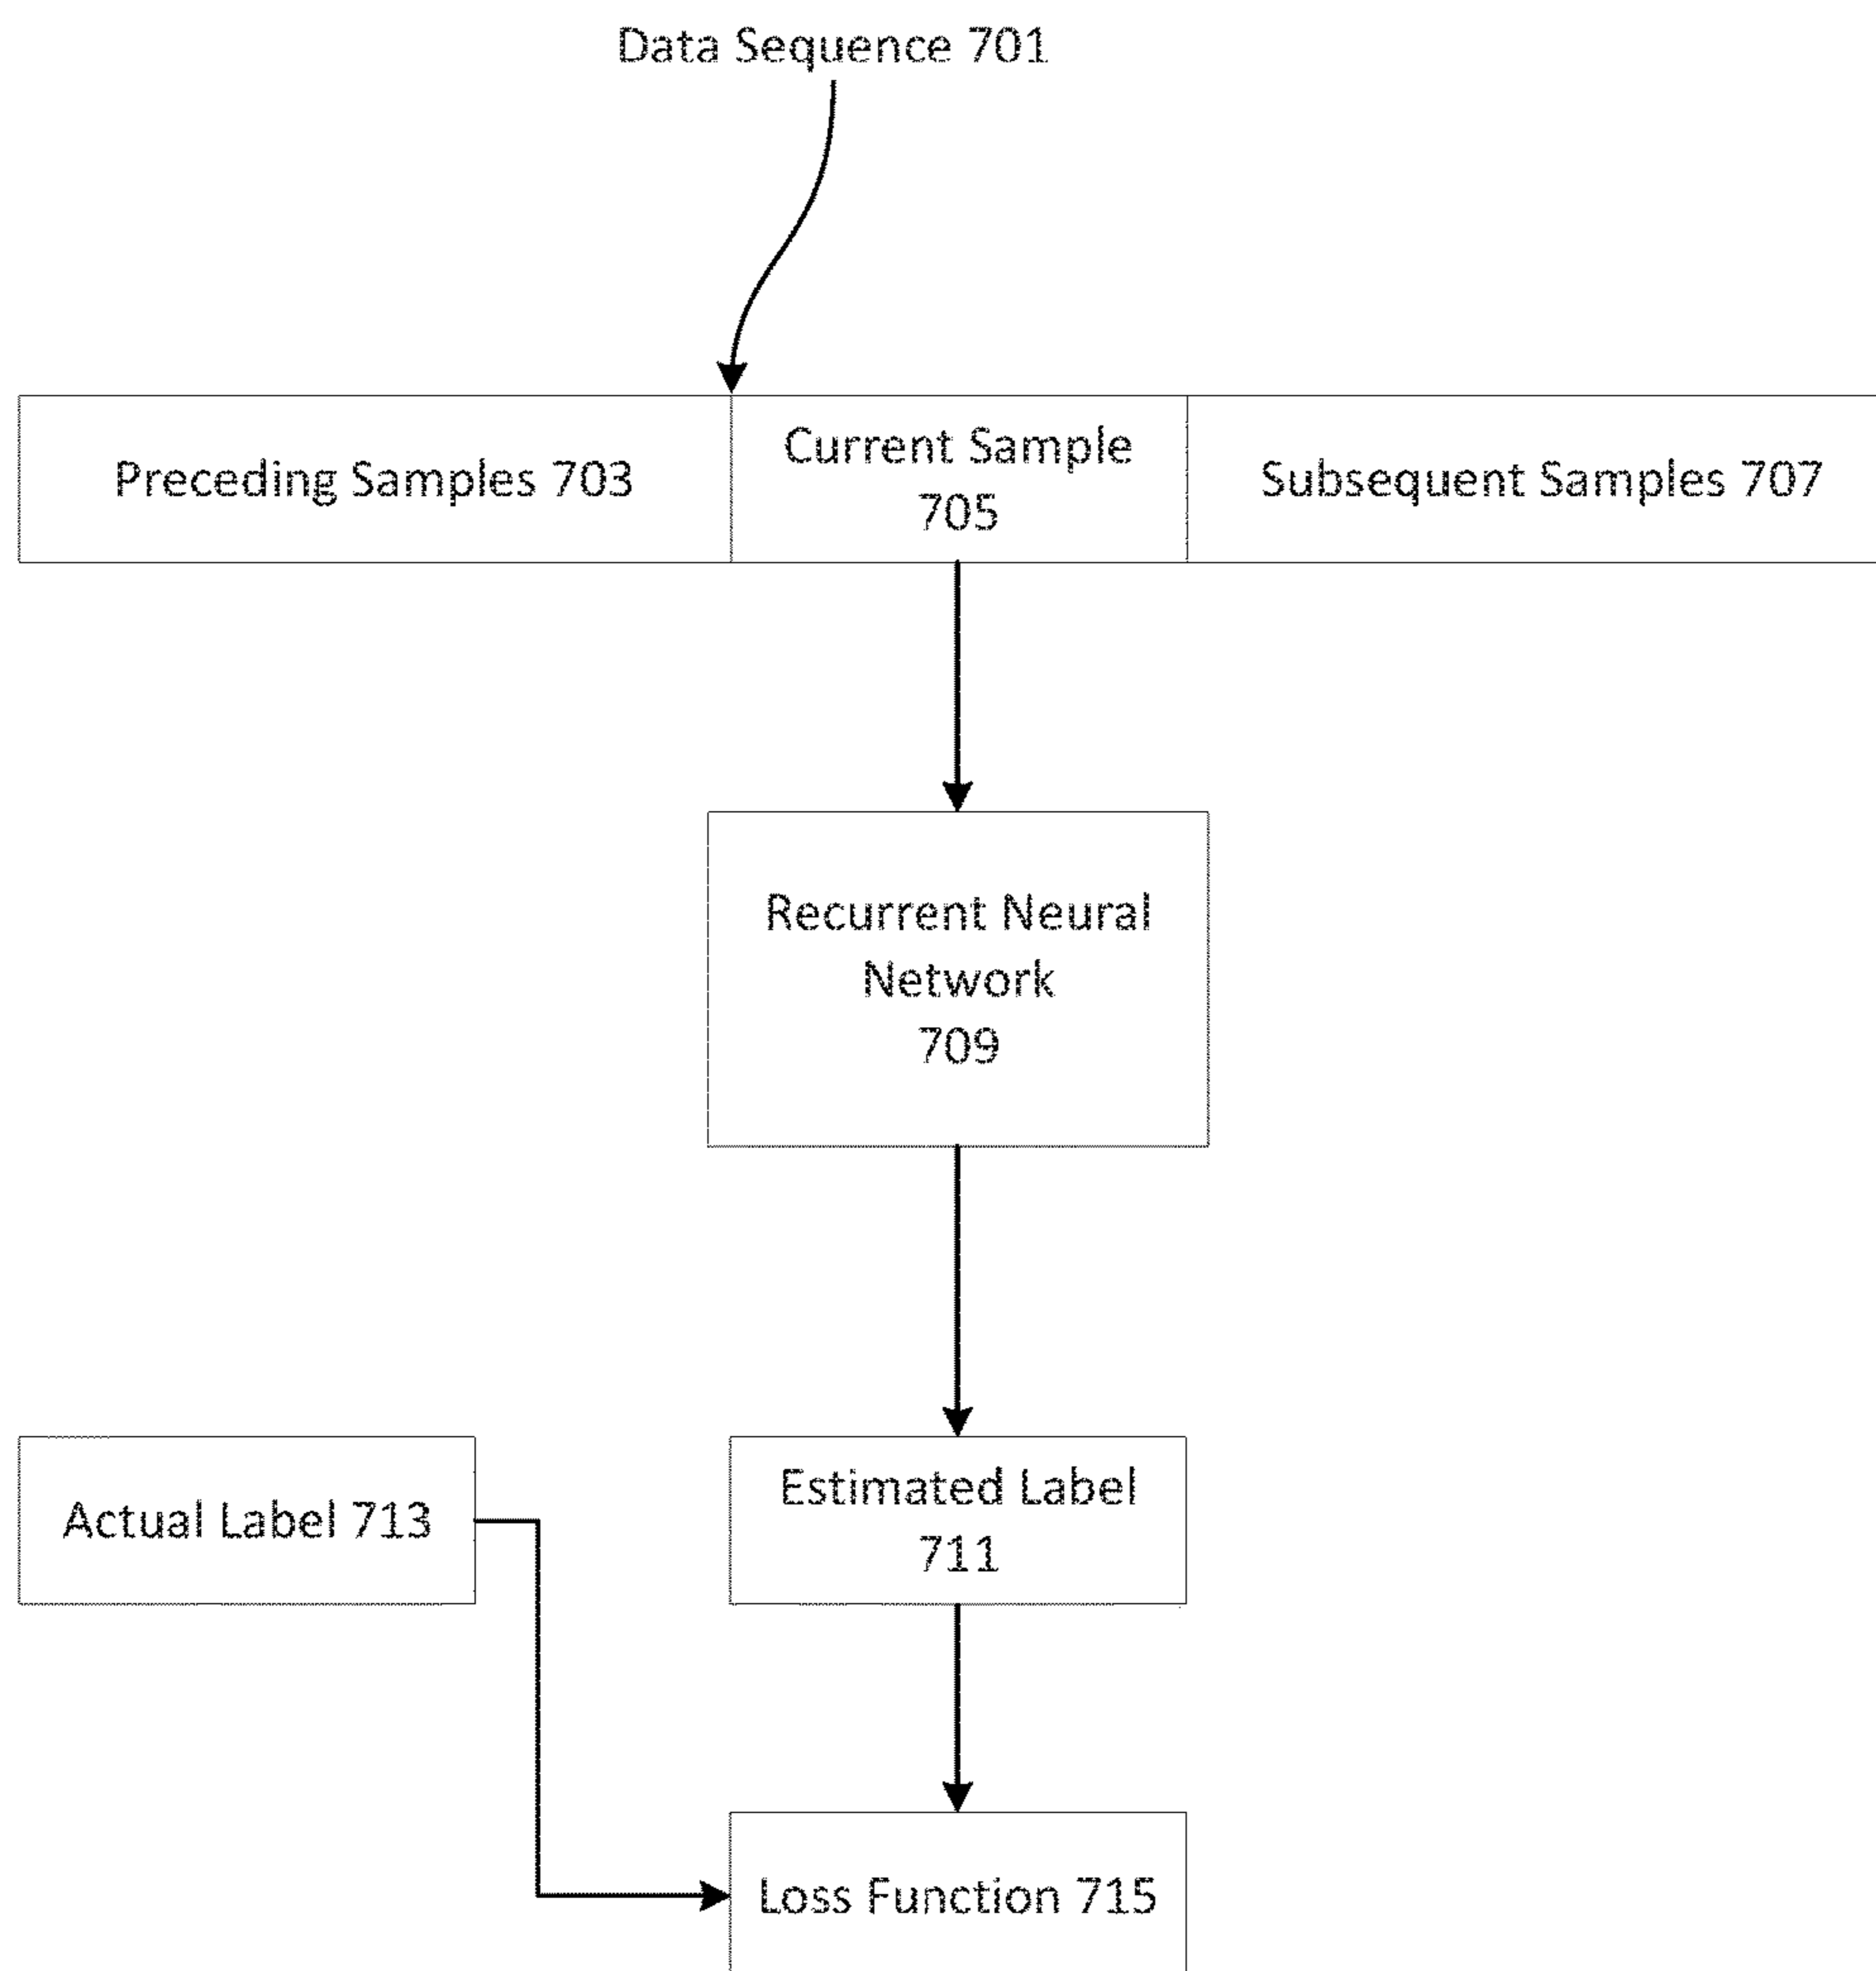 Data Sequence 701
Preceding Samples 703
Current Sample
705
Subsequent Samples 707
Recurrent Neural
Network
709
Actual Label 713
Estimated Label
711
Loss Function 715